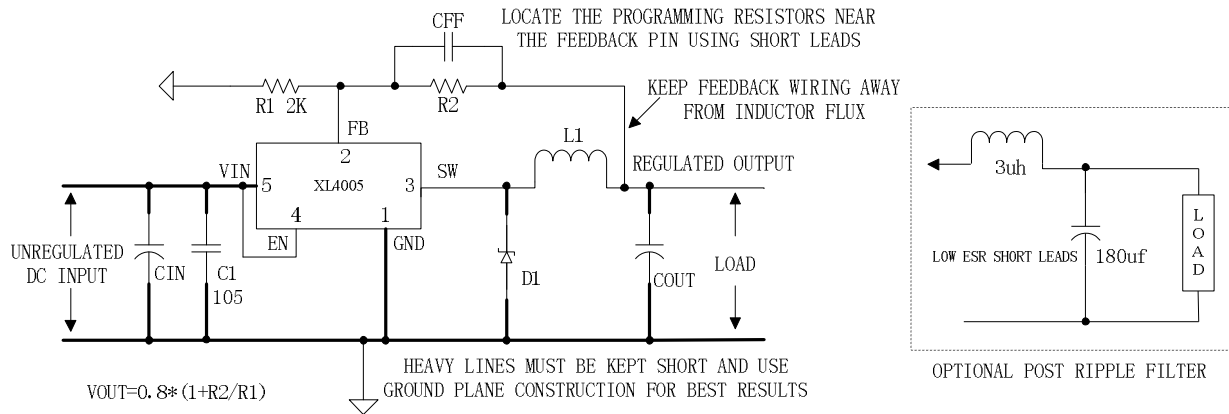 CFF
LOCATE THE PROGRAMMING RESISTORS NEAR
THE FEEDBACK PIN USING SHORT LEADS
R1 2K
R2
KEEP FEEDBACK WIRING AWAY
FROM INDUCTOR FLUX
FB
2
L1
VIN
5
XL4005
3
SW
REGULATED OUTPUT
4
1
EN
GND
UNREGULATED
DC INPUT
CIN
C1
105
D1
COUT
LOAD
HEAVY LINES MUST BE KEPT SHORT AND USE
GROUND PLANE CONSTRUCTION FOR BEST RESULTS
VOUT=0.8*(1+R2/R1)
3uh
LOW ESR SHORT LEADS
180uf
LOAD
OPTIONAL POST RIPPLE FILTER